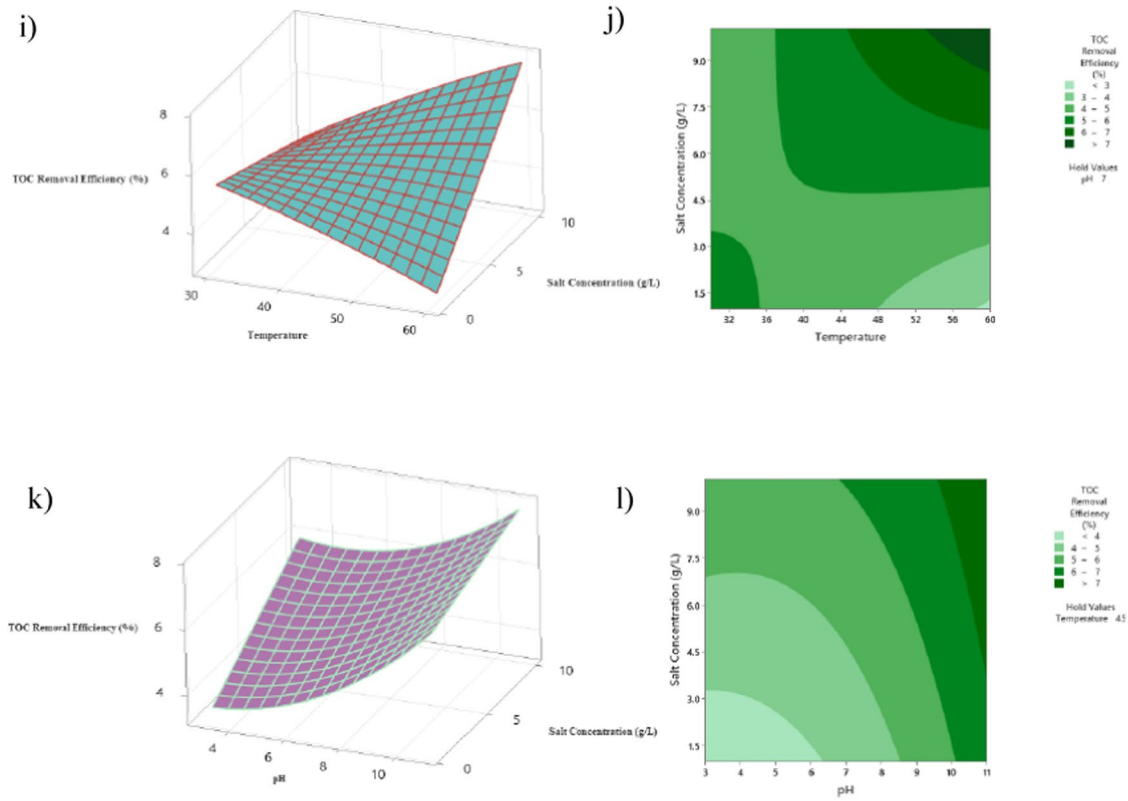 i)
8
6
4
TOC Removal Efficiency (%)
30
40
50
60
Temperature
0
5
10
Salt Concentration (g/L)
j)
9.0
7.5
6.0
4.5
3.0
1.5
Salt Concentration (g/L)
32 36 40 44 48 52 56 60
Temperature
TOC
Removal
Efficiency
(%)
< 3
3 – 4
4 – 5
5 – 6
6 – 7
> 7
Hold Values
pH 7
k)
8
6
4
TOC Removal Efficiency (%)
4
6
8
10
pH
0
5
10
Salt Concentration (g/L)
l)
9.0
7.5
6.0
4.5
3.0
1.5
Salt Concentration (g/L)
3 4 5 6 7 8 9 10 11
pH
TOC
Removal
Efficiency
(%)
< 4
4 – 5
5 – 6
6 – 7
> 7
Hold Values
Temperature 45